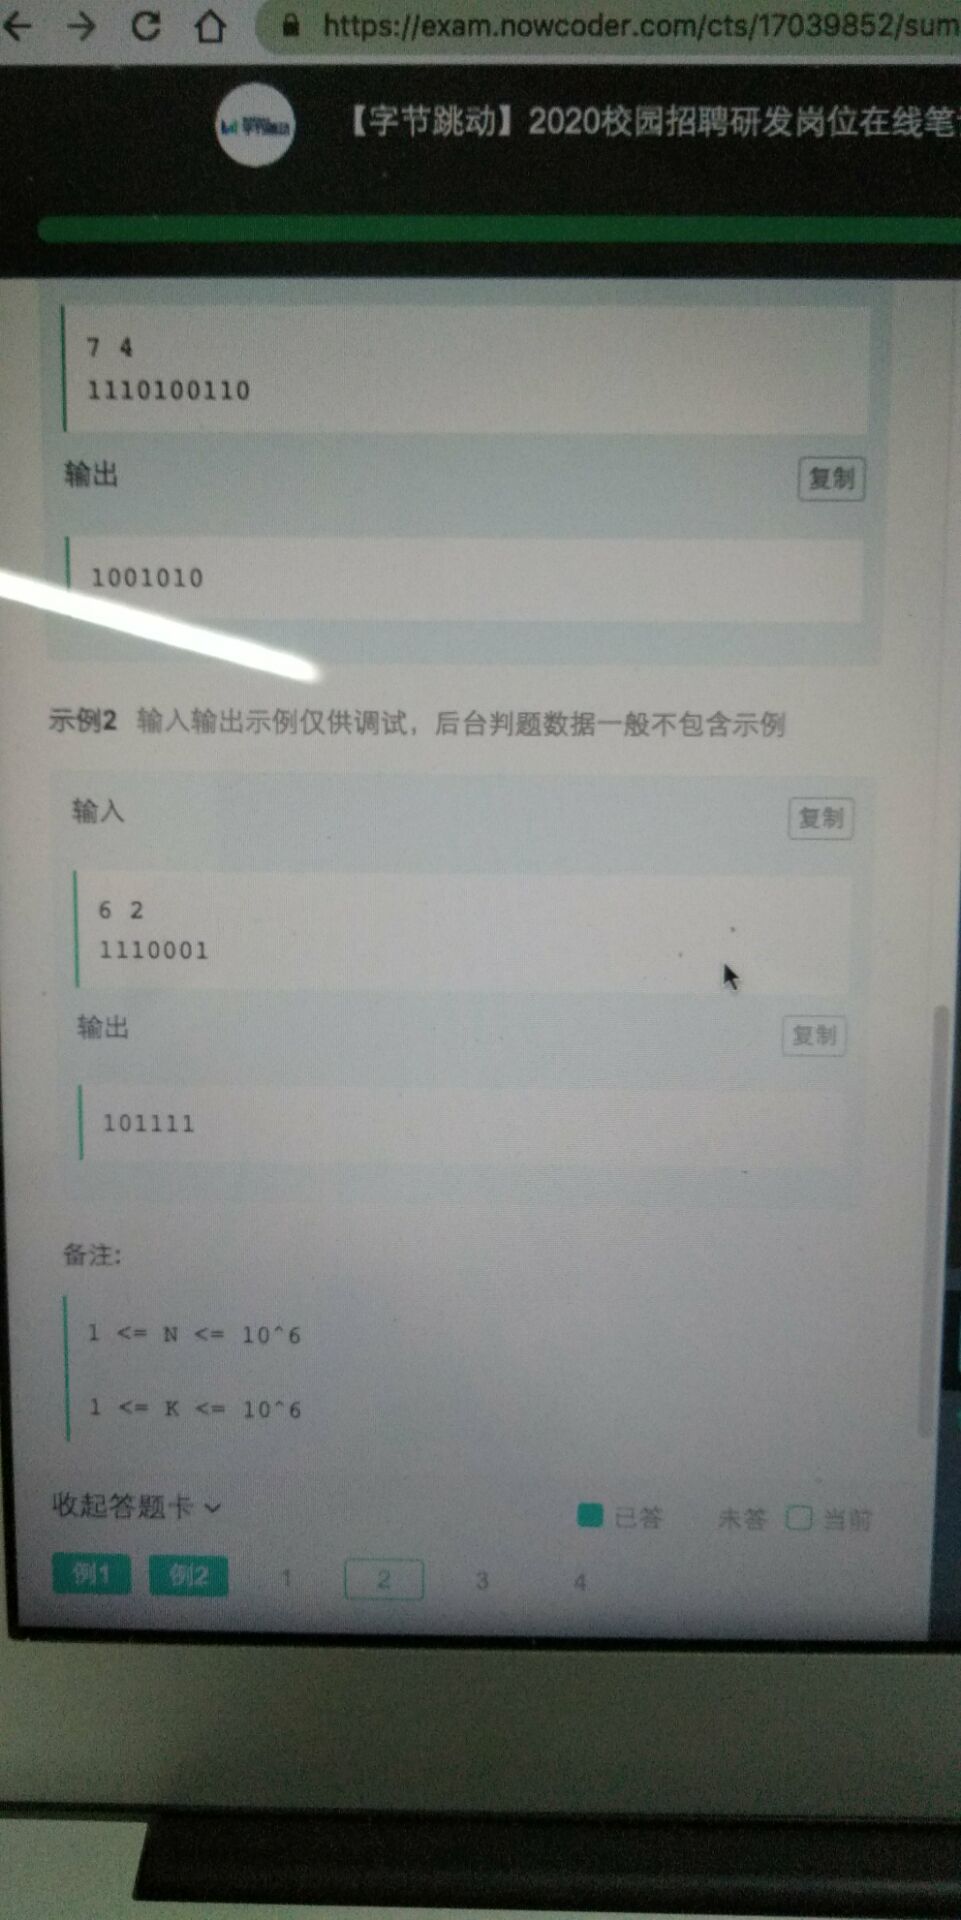 https://exam.nowcoder.com/cts/17039852/sum
【字节跳动】2020校园招聘研发岗位在线笔
7 4
1110100110
输出
复制
1001010
示例2 输入输出示例仅供调试，后台判题数据一般不包含示例
输入
复制
6 2
1110001
输出
复制
101111
备注:
1 <= N <= 10^6
1 <= K <= 10^6
收起答题卡
已答 未答 当前
例1 例2 1 2 3 4